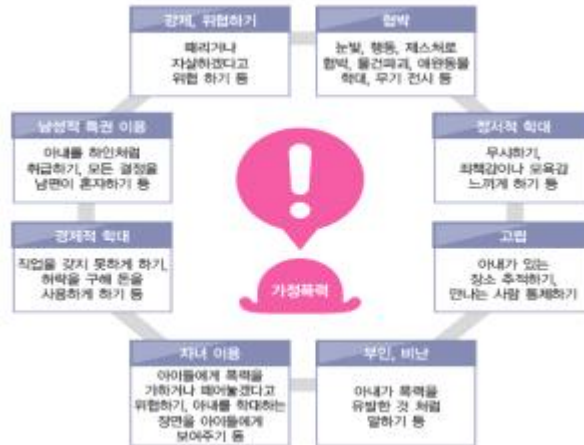 강제, 위협하기
때리거나
자살하겠다고
위협 하기 등
협박
눈빛, 행동, 제스처로
협박, 물건파괴, 애완동물
학대, 무기 전시 등
남성적 특권 이용
아내를 하인처럼
취급하기, 모든 결정을
남편이 혼자하기 등
정서적 학대
무시하기,
죄책감이나 모욕감
느끼게 하기 등
경제적 학대
직업을 갖지 못하게 하기,
허락을 구해 돈을
사용하게 하기 등
가정폭력
고립
아내가 있는
장소 추적하기,
만나는 사람 통제하기
자녀 이용
아이들에게 폭력을
가하거나 떼어놓겠다고
위협하기, 아내를 학대하는
장면을 아이들에게
보여주기 등
부인, 비난
아내가 폭력을
유발한 것 처럼
말하기 등